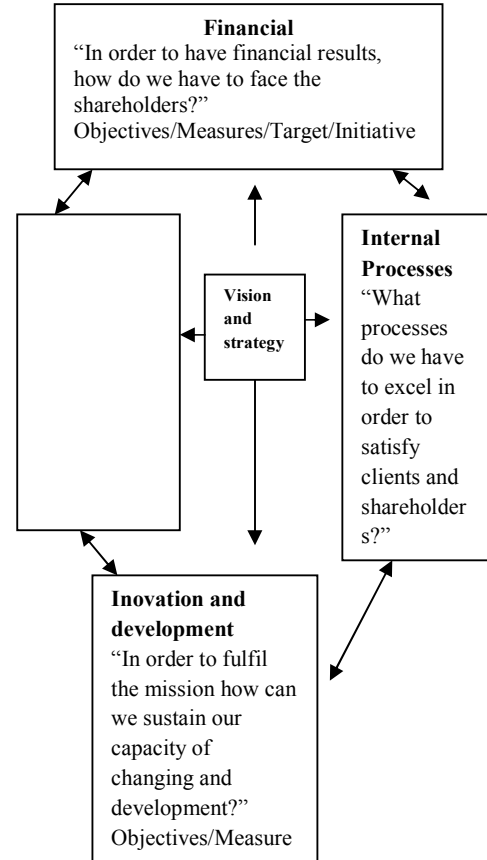 Financial
“In order to have financial results,
how do we have to face the
shareholders?”
Objectives/Measures/Target/Initiative
Vision
and
strategy
Internal
Processes
“What
processes
do we have
to excel in
order to
satisfy
clients and
shareholder
s?”
Inovation and
development
“In order to fulfil
the mission how can
we sustain our
capacity of
changing and
development?”
Objectives/Measure